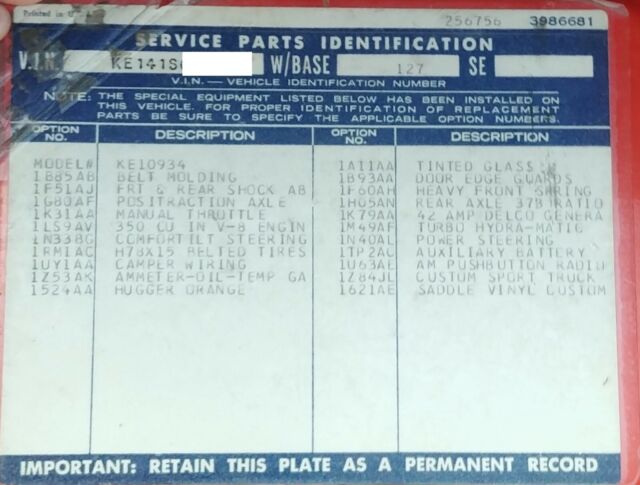 Printed in U.S.A. 256756 3986681
SERVICE PARTS IDENTIFICATION
V.I.N. KE141S W/BASE 127 SE
V.I.N. — VEHICLE IDENTIFICATION NUMBER
NOTE: THE SPECIAL EQUIPMENT LISTED BELOW HAS BEEN INSTALLED ON
THIS VEHICLE. FOR PROPER IDENTIFICATION OF REPLACEMENT
PARTS BE SURE TO SPECIFY THE APPLICABLE OPTION NUMBERS.
OPTION NO. DESCRIPTION OPTION NO. DESCRIPTION
MODEL# KE10934 1A11AA TINTED GLASS
1B85AB BELT MOLDING 1B93AA DOOR EDGE GUARDS
1F51AJ FRT & REAR SHOCK AB 1F60AH HEAVY FRONT SPRING
1G80AF POSITRACTION AXLE 1H05AN REAR AXLE 373 RATIO
1K31AA MANUAL THROTTLE 1K79AA 42 AMP DELCO GENERA
1LS9AV 350 CU IN V-8 ENGIN 1M49AF TURBO HYDRA-MATIC
1N33BG COMFORTILT STEERING 1N40AL POWER STEERING
1RM1AC H78X15 BELTED TIRES 1TP2AC AUXILIARY BATTERY
1UY1AA CAMPER WIRING 1U63AE AM PUSHBUTTON RADIO
1Z53AK AMMETER-OIL-TEMP GA 1Z84JU CUSTOM SPORT TRUCK
1524AA HUGGER ORANGE 1621AE SADDLE VINYL CUSTOM
IMPORTANT: RETAIN THIS PLATE AS A PERMANENT RECORD